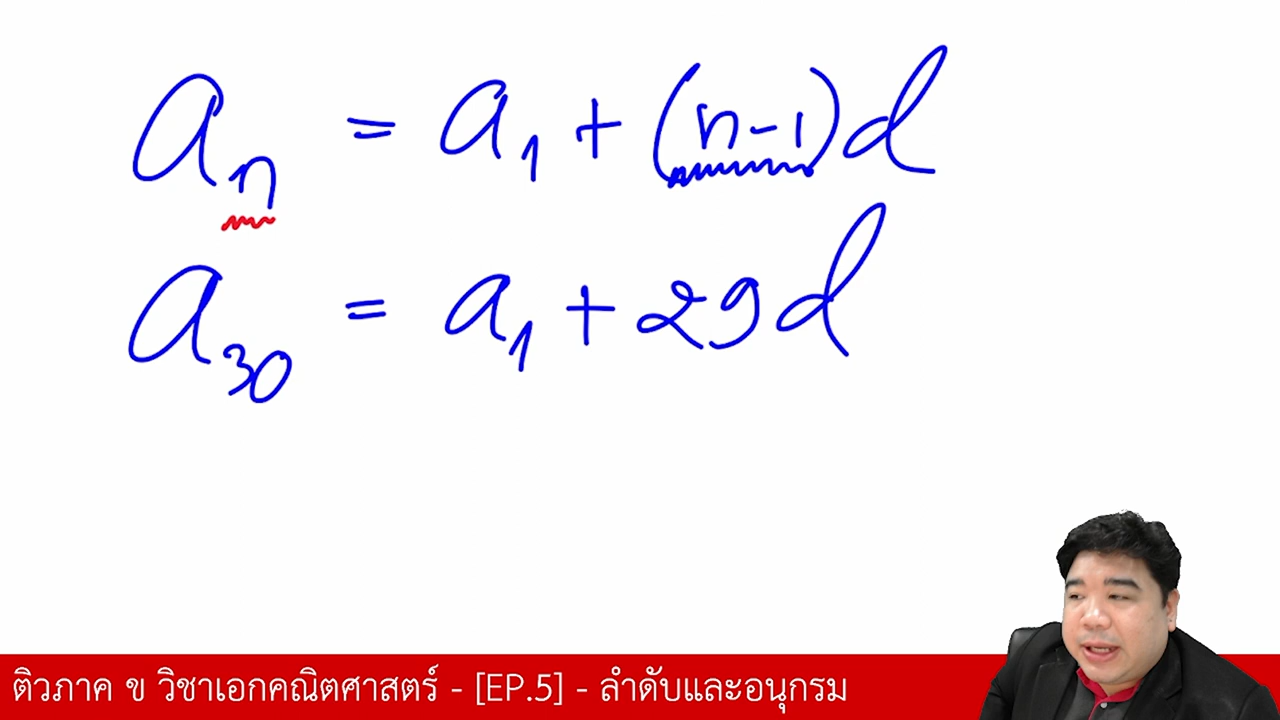 aₙ = a₁ + (n-1)d
a₃₀ = a₁ + 29d
ติวภาค ข วิชาเอกคณิตศาสตร์ - [EP.5] - ลำดับและอนุกรม